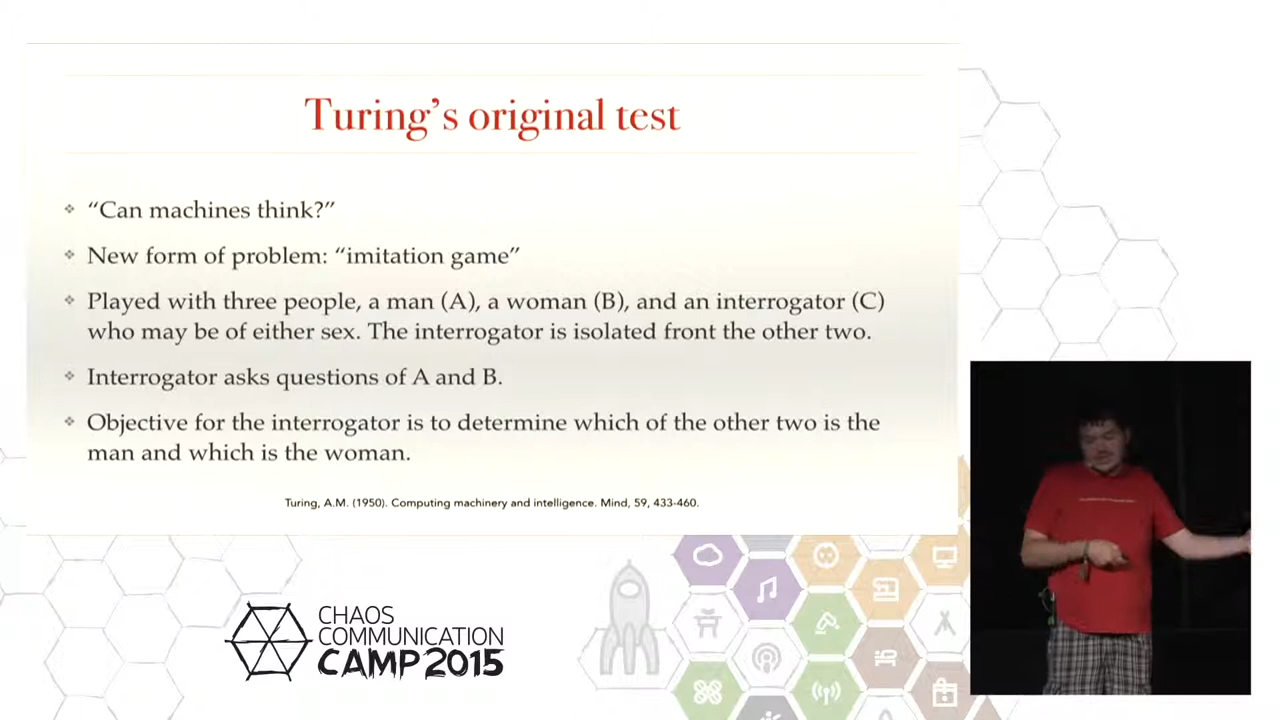 Turing’s original test
“Can machines think?”
New form of problem: “imitation game”
Played with three people, a man (A), a woman (B), and an interrogator (C)
who may be of either sex. The interrogator is isolated front the other two.
Interrogator asks questions of A and B.
Objective for the interrogator is to determine which of the other two is the
man and which is the woman.
Turing, A.M. (1950). Computing machinery and intelligence. Mind, 59, 433-460.
CHAOS
COMMUNICATION
CAMP 2015